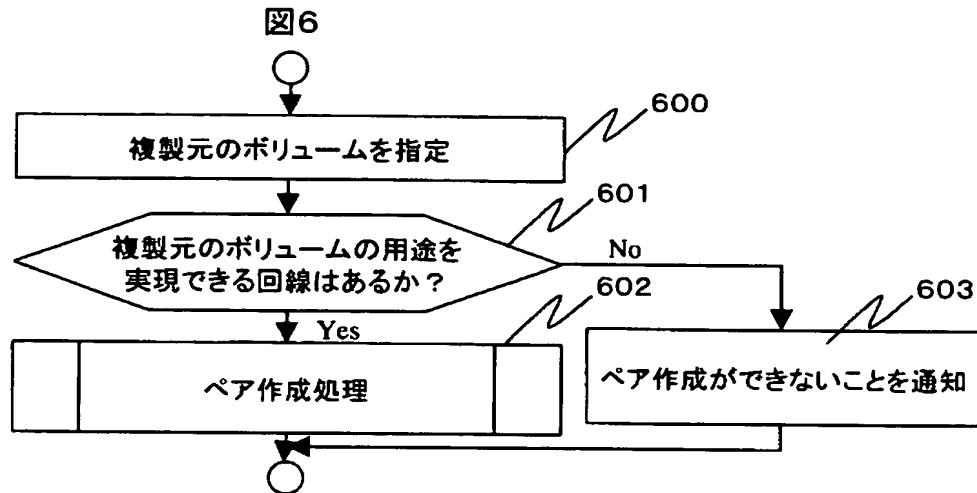 図6
600
複製元のボリュームを指定
601
複製元のボリュームの用途を
実現できる回線はあるか？
No
602
Yes
603
ペア作成処理
ペア作成ができないことを通知